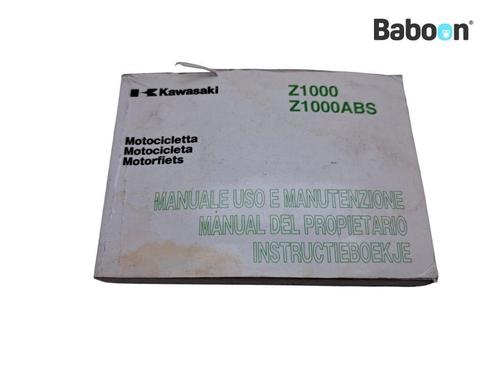 Baboon
Kawasaki
Z1000
Z1000ABS
Motocicletta
Motocicleta
Motorfiets
MANUALE USO E MANUTENZIONE
MANUAL DEL PROPIETARIO
INSTRUCTIEBOEKJE